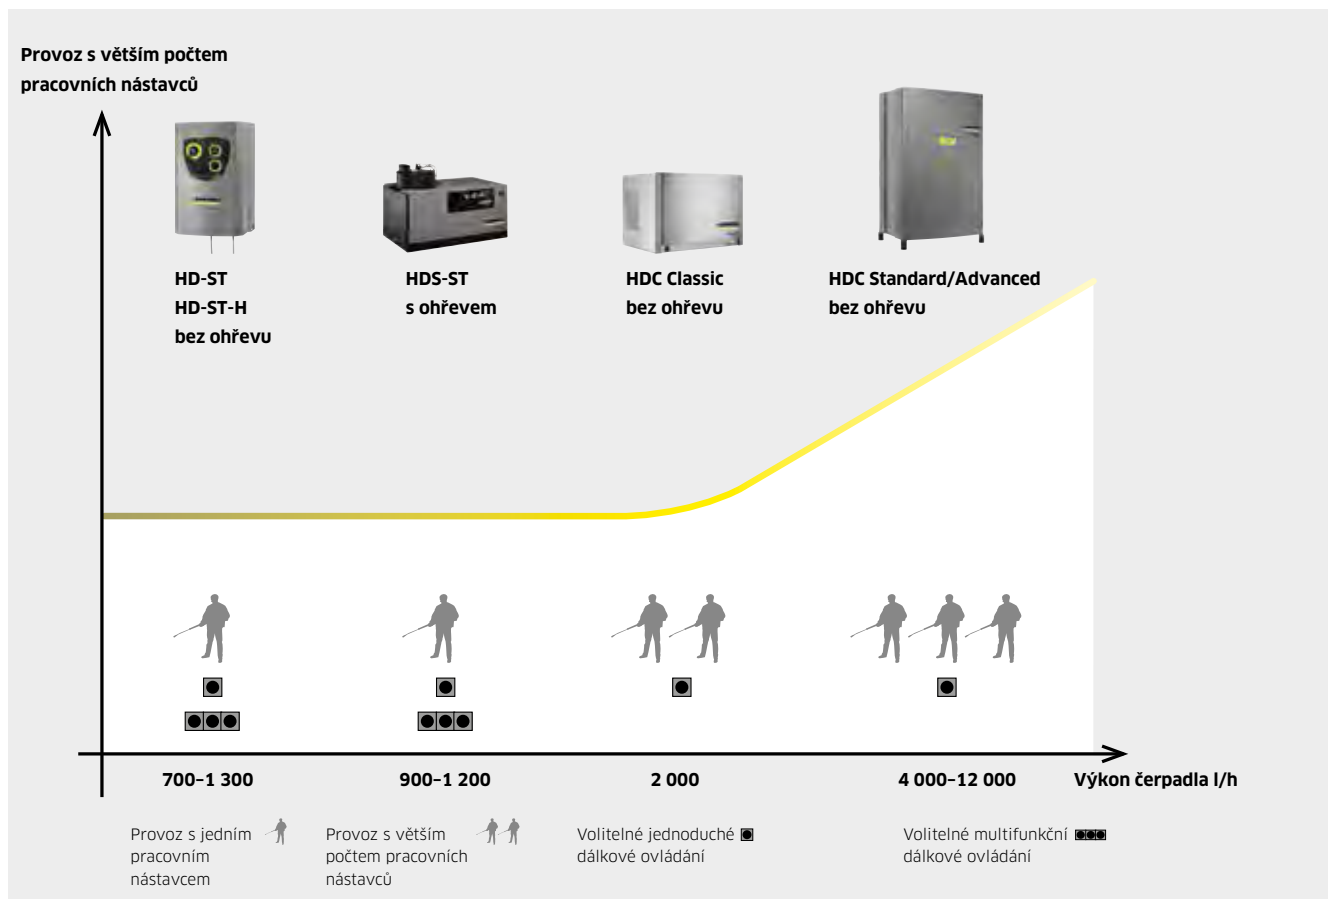 Provoz s větším počtem
pracovních nástavců
HD-ST
HD-ST-H
bez ohřevu
HDS-ST
s ohřevem
HDC Classic
bez ohřevu
HDC Standard/Advanced
bez ohřevu
700–1 300
900–1 200
2 000
4 000–12 000
Výkon čerpadla l/h
Provoz s jedním
pracovním
nástavcem
Provoz s větším
počtem pracovních
nástavců
Volitelné jednoduché
dálkové ovládání
Volitelné multifunkční
dálkové ovládání